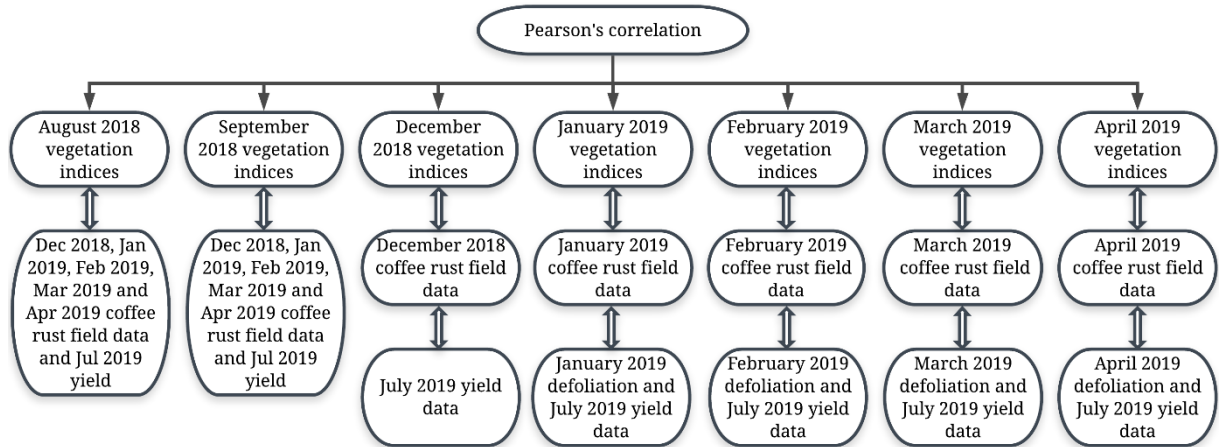 Pearson's correlation
August 2018
vegetation
indices
September
2018 vegetation
indices
December
2018 vegetation
indices
January 2019
vegetation
indices
February 2019
vegetation
indices
March 2019
vegetation
indices
April 2019
vegetation
indices
Dec 2018, Jan
2019, Feb 2019,
Mar 2019 and
Apr 2019 coffee
rust field data
and Jul 2019
yield
Dec 2018, Jan
2019, Feb 2019,
Mar 2019 and
Apr 2019 coffee
rust field data
and Jul 2019
yield
December 2018
coffee rust field
data
January 2019
coffee rust field
data
February 2019
coffee rust field
data
March 2019
coffee rust field
data
April 2019
coffee rust field
data
July 2019 yield
data
January 2019
defoliation and
July 2019 yield
data
February 2019
defoliation and
July 2019 yield
data
March 2019
defoliation and
July 2019 yield
data
April 2019
defoliation and
July 2019 yield
data